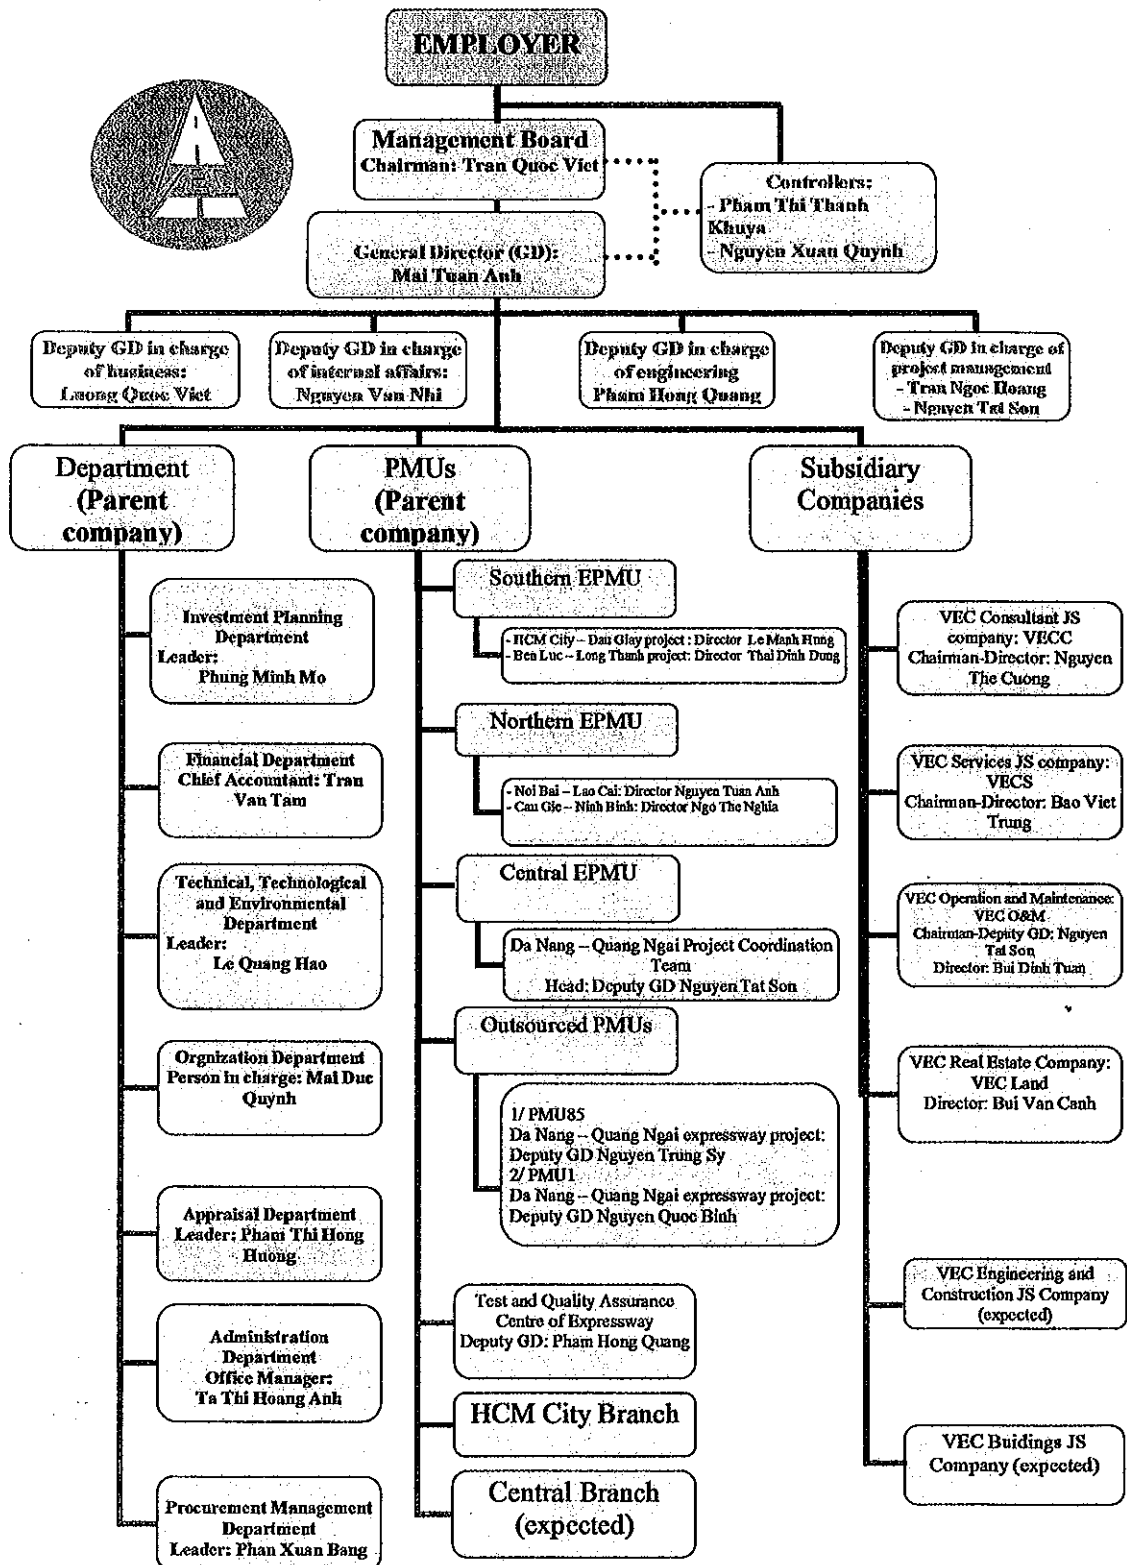 EMPLOYER
Management Board
Chairman: Tran Quoc Viet
Controllers:
- Pham Thi Thanh
Khuya
- Nguyen Xuan Quynh
General Director (GD):
Mai Tuan Anh
Deputy GD in charge
of business:
Luong Quoc Viet
Deputy GD in charge
of internal affairs:
Nguyen Van Nhi
Deputy GD in charge
of engineering
Pham Hong Quang
Deputy GD in charge of
project management
- Tran Ngoc Hoang
- Nguyen Tat Son
Department
(Parent
company)
PMUs
(Parent
company)
Subsidiary
Companies
Investment Planning
Department
Leader:
Phung Minh Mo
Financial Department
Chief Accountant: Tran
Van Tam
Technical, Technological
and Environmental
Department
Leader:
Le Quang Hao
Orgnization Department
Person in charge: Mai Duc
Quynh
Appraisal Department
Leader: Pham Thi Hong
Huong
Administration
Department
Office Manager:
Ta Thi Hoang Anh
Procurement Management
Department
Leader: Phan Xuan Bang
Southern EPMU
- HCM City – Dau Giay project : Director Le Manh Hung
- Ben Luc – Long Thanh project: Director Thai Dinh Dung
Northern EPMU
- Noi Bai – Lao Cai: Director Nguyen Tuan Anh
- Cau Gie – Ninh Binh: Director Ngo The Nghia
Central EPMU
Da Nang – Quang Ngai Project Coordination
Team
Head: Deputy GD Nguyen Tat Son
Outsourced PMUs
1/ PMU85
Da Nang – Quang Ngai expressway project:
Deputy GD Nguyen Trung Sy
2/ PMU1
Da Nang – Quang Ngai expressway project:
Deputy GD Nguyen Quoc Binh
Test and Quality Assurance
Centre of Expressway
Deputy GD: Pham Hong Quang
HCM City Branch
Central Branch
(expected)
VEC Consultant JS
company: VECC
Chairman-Director: Nguyen
The Cuong
VEC Services JS company:
VECS
Chairman-Director: Bao Viet
Trung
VEC Operation and Maintenance:
VEC O&M
Chairman-Deputy GD: Nguyen
Tat Son
Director: Bui Dinh Tuan
VEC Real Estate Company:
VEC Land
Director: Bui Van Canh
VEC Engineering and
Construction JS Company
(expected)
VEC Buidings JS
Company (expected)